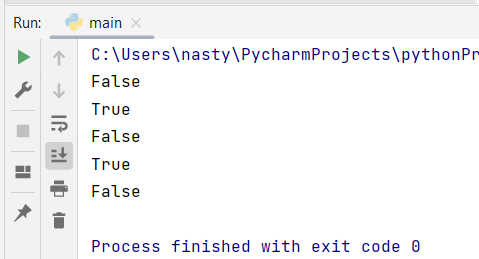 Run: main
C:\Users\nasty\PycharmProjects\pythonPr
False
True
False
True
False
Process finished with exit code 0